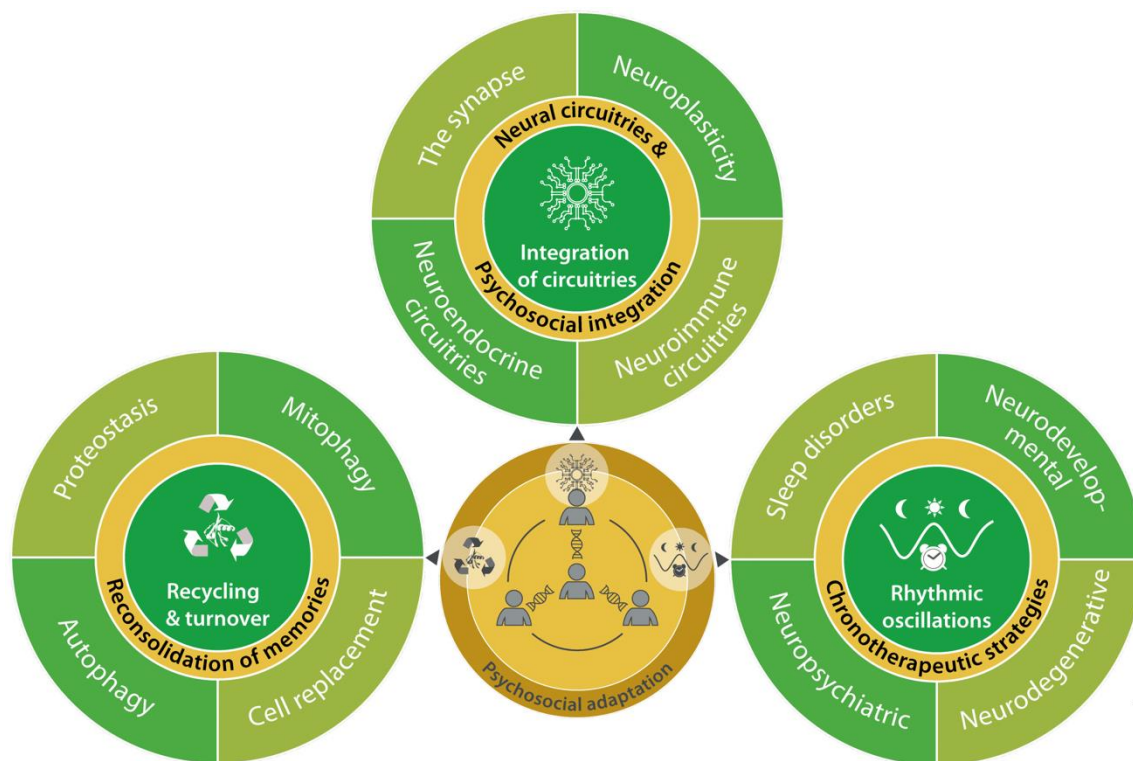 The synapse
Neuroplasticity
Neural circuitries &
Integration
of circuitries
Psychosocial integration
Neuroendocrine
circuitries
Neuroimmune
circuitries
Proteostasis
Mitophagy
Recycling
& turnover
Reconsolidation of memories
Autophagy
Cell replacement
Psychosocial adaptation
Sleep disorders
Neurodevelop-
mental
Rhythmic
oscillations
Chronotherapeutic strategies
Neuropsychiatric
Neurodegenerative